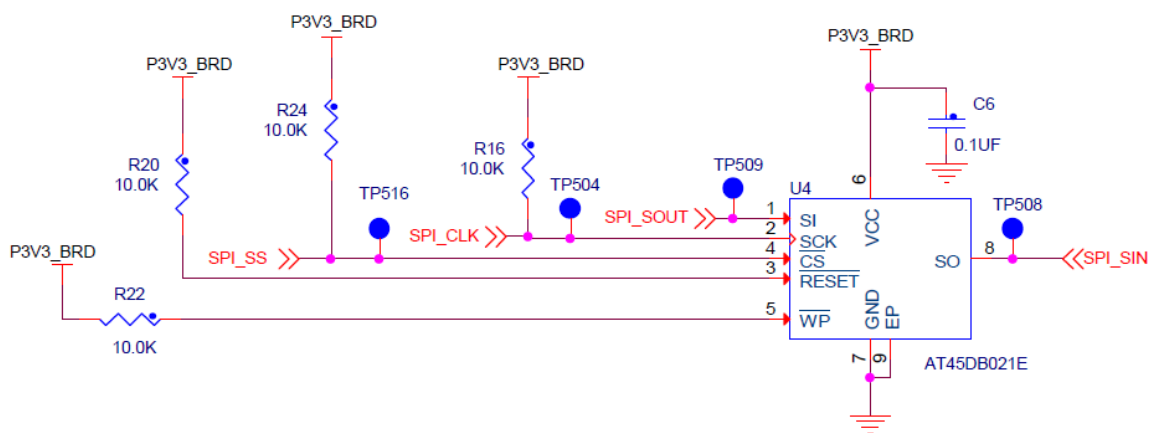 P3V3_BRD
P3V3_BRD
P3V3_BRD
P3V3_BRD
R24
10.0K
C6
0.1UF
R16
10.0K
R20
10.0K
TP509
TP504
TP516
U4
6
TP508
SPI_SOUT
1
SI
VCC
SPI_CLK
2
SCK
SPI_SS
4
CS
SO
8
SPI_SIN
3
RESET
P3V3_BRD
R22
10.0K
5
WP
GND
EP
7
9
AT45DB021E